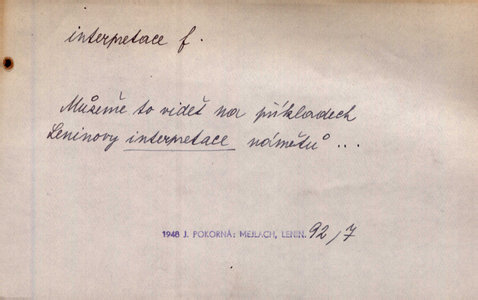 interpretace f.
Můžeme to vidět na příkladech
Leninovy interpretace námětů ...
1948 J. POKORNÁ: MEJLACH, LENIN. 92/7